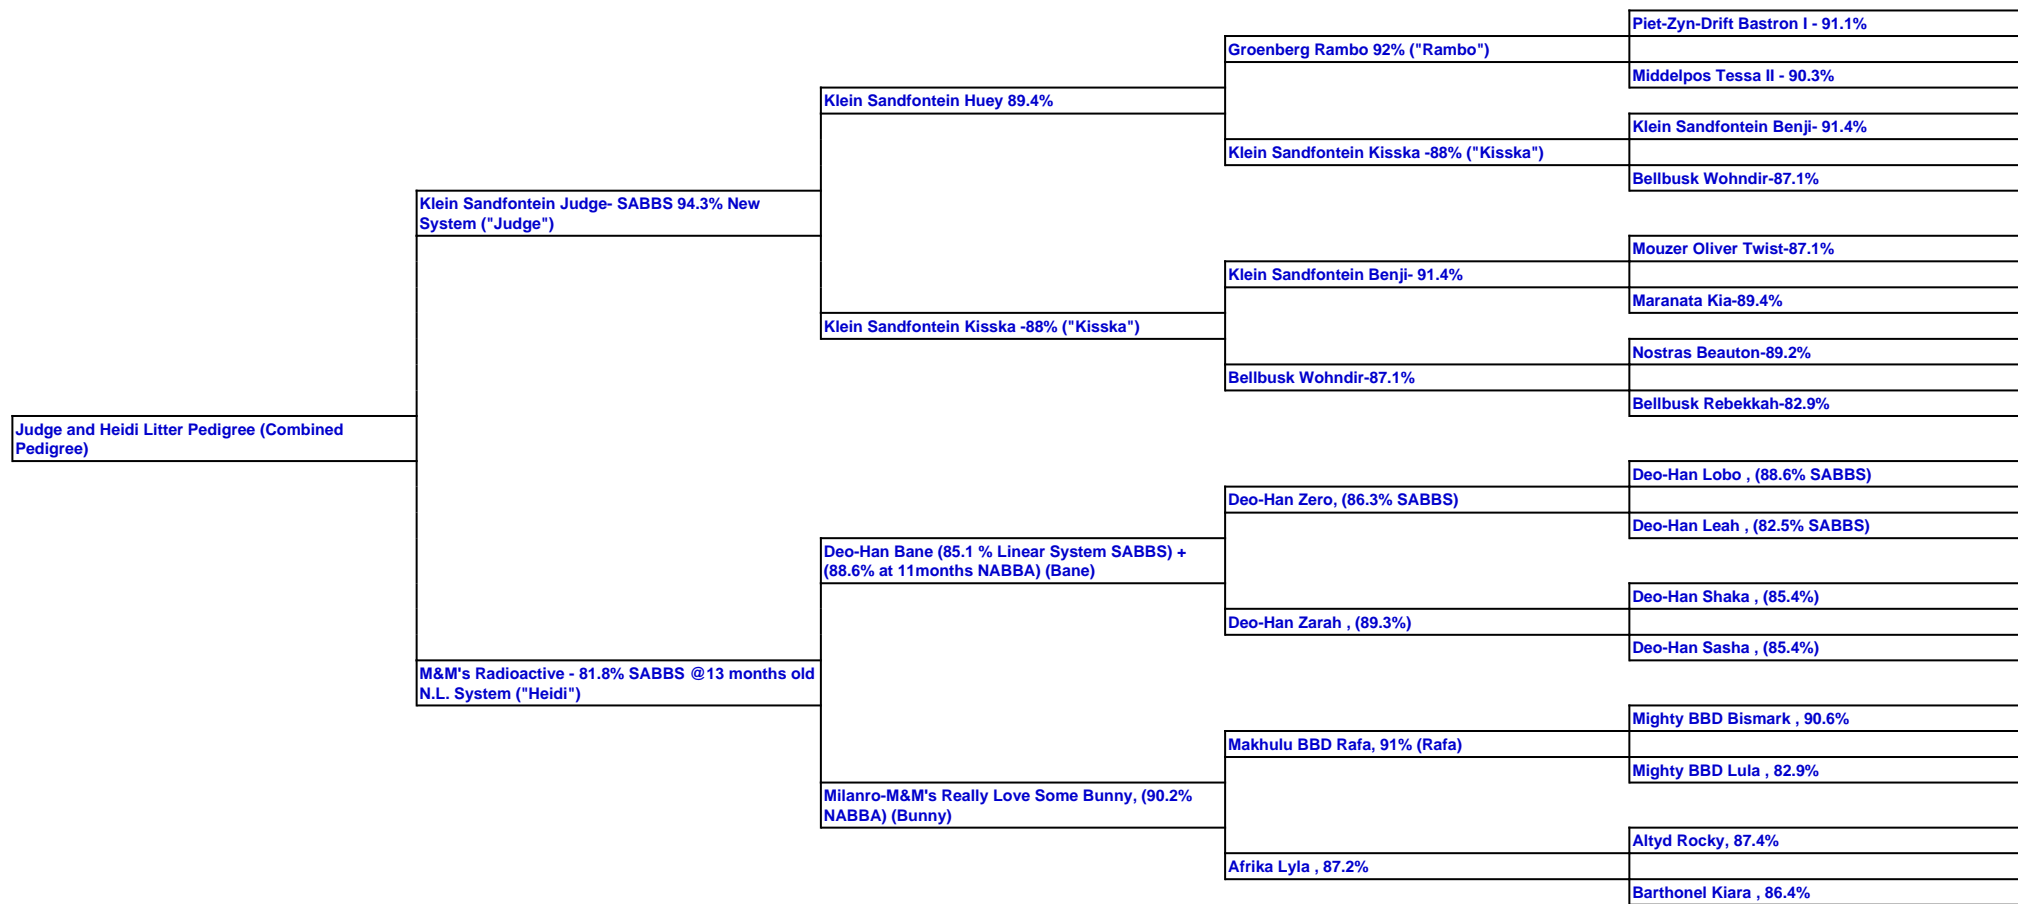 Piet-Zyn-Drift Bastron I - 91.1%
Groenberg Rambo 92% ("Rambo")
Middelpos Tessa II - 90.3%
Klein Sandfontein Huey 89.4%
Klein Sandfontein Benji- 91.4%
Klein Sandfontein Kisska -88% ("Kisska")
Bellbusk Wohndir-87.1%
Klein Sandfontein Judge- SABBS 94.3% New
System ("Judge")
Mouzer Oliver Twist-87.1%
Klein Sandfontein Benji- 91.4%
Maranata Kia-89.4%
Klein Sandfontein Kisska -88% ("Kisska")
Nostras Beauton-89.2%
Bellbusk Wohndir-87.1%
Bellbusk Rebekkah-82.9%
Judge and Heidi Litter Pedigree (Combined
Pedigree)
Deo-Han Lobo , (88.6% SABBS)
Deo-Han Zero, (86.3% SABBS)
Deo-Han Leah , (82.5% SABBS)
Deo-Han Bane (85.1 % Linear System SABBS) +
(88.6% at 11months NABBA) (Bane)
Deo-Han Shaka , (85.4%)
Deo-Han Zarah , (89.3%)
Deo-Han Sasha , (85.4%)
M&M's Radioactive - 81.8% SABBS @13 months old
N.L. System ("Heidi")
Mighty BBD Bismark , 90.6%
Makhulu BBD Rafa, 91% (Rafa)
Mighty BBD Lula , 82.9%
Milanro-M&M's Really Love Some Bunny, (90.2%
NABBA) (Bunny)
Altyd Rocky, 87.4%
Afrika Lyla , 87.2%
Barthonel Kiara , 86.4%